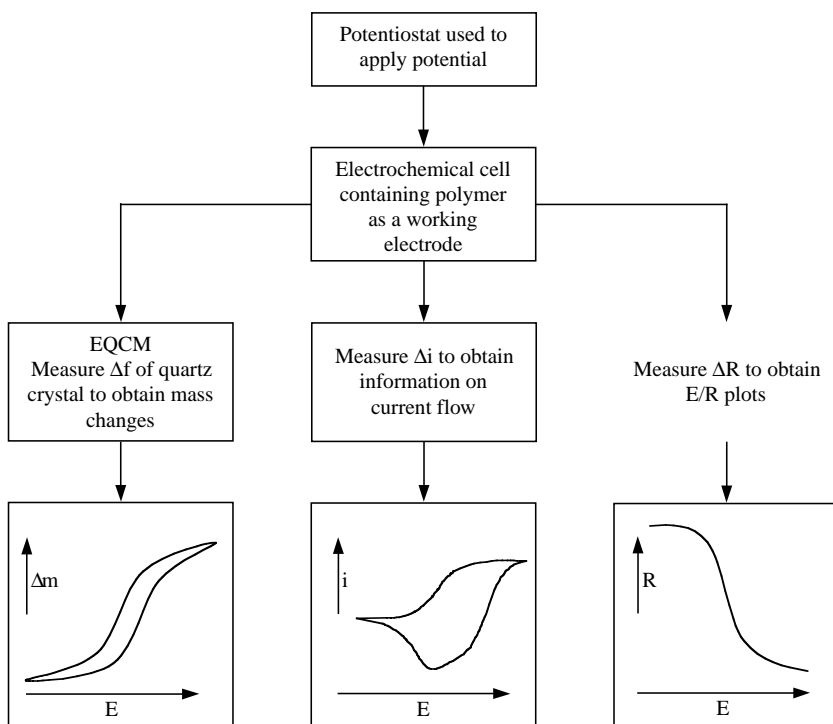 Potentiostat used to
apply potential
Electrochemical cell
containing polymer
as a working
electrode
EQCM
Measure Δf of quartz
crystal to obtain mass
changes
Measure Δi to obtain
information on
current flow
Measure ΔR to obtain
E/R plots
Δm
E
i
E
R
E